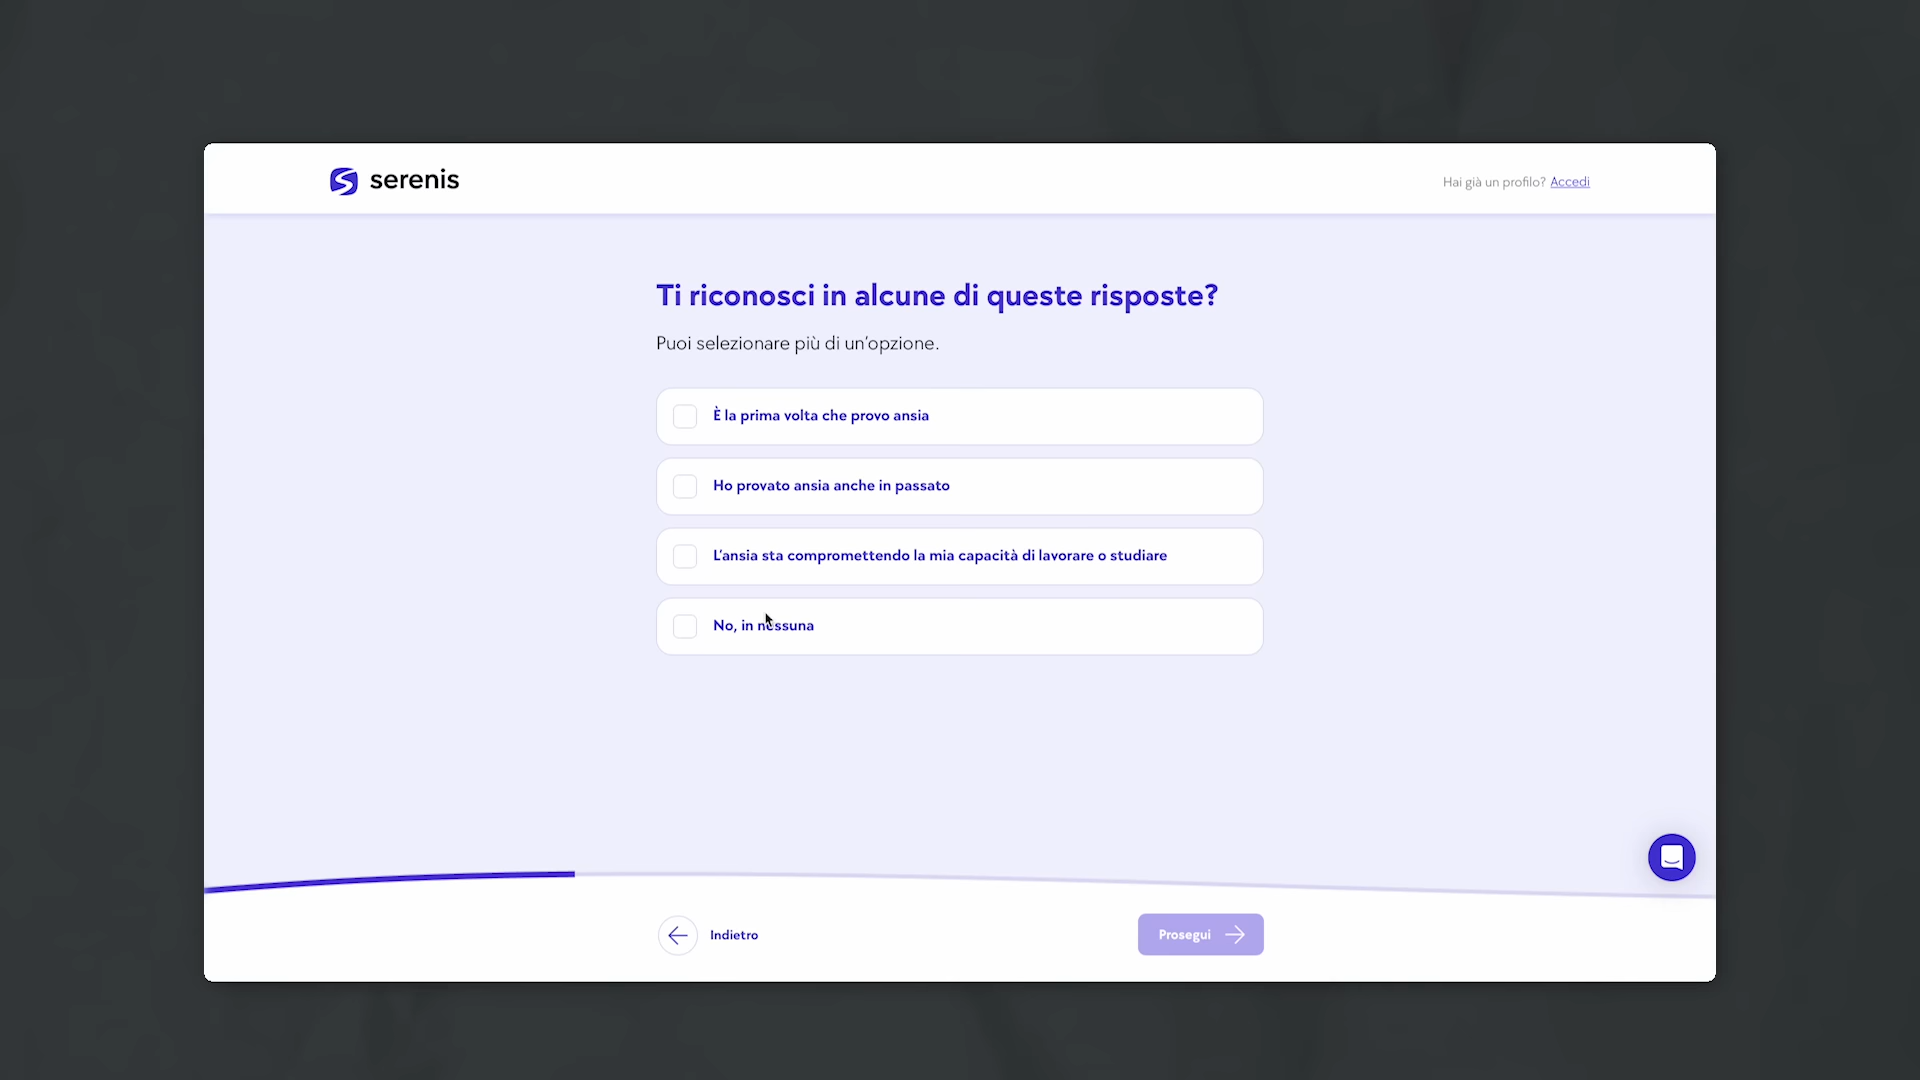 serenis
Hai già un profilo? Accedi
Ti riconosci in alcune di queste risposte?
Puoi selezionare più di un'opzione.
È la prima volta che provo ansia
Ho provato ansia anche in passato
L'ansia sta compromettendo la mia capacità di lavorare o studiare
No, in nessuna
Indietro
Prosegui